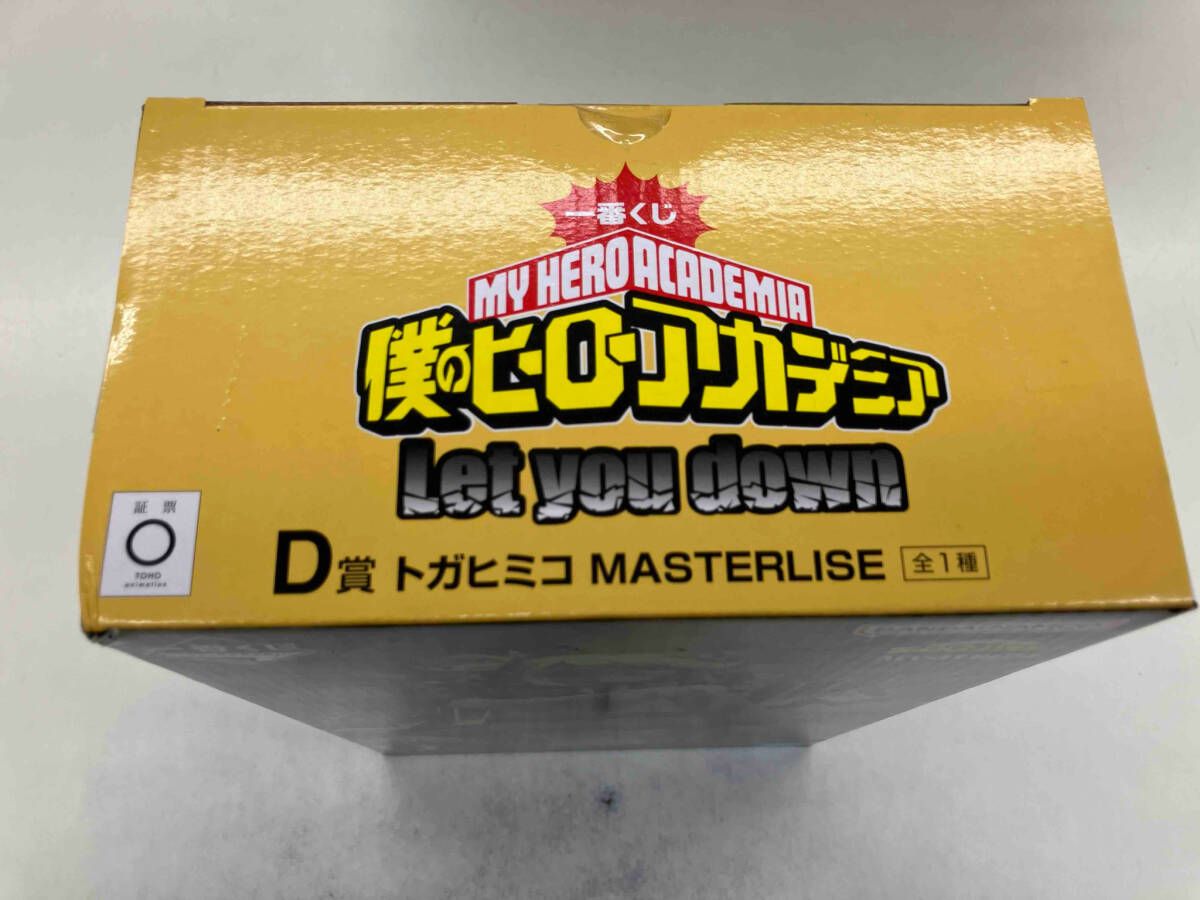 一番くじ
MY HERO ACADEMIA
僕のヒーローアカデミア
Let you down
D賞 トガヒミコ MASTERLISE 全1種
証票
TOHO
animation